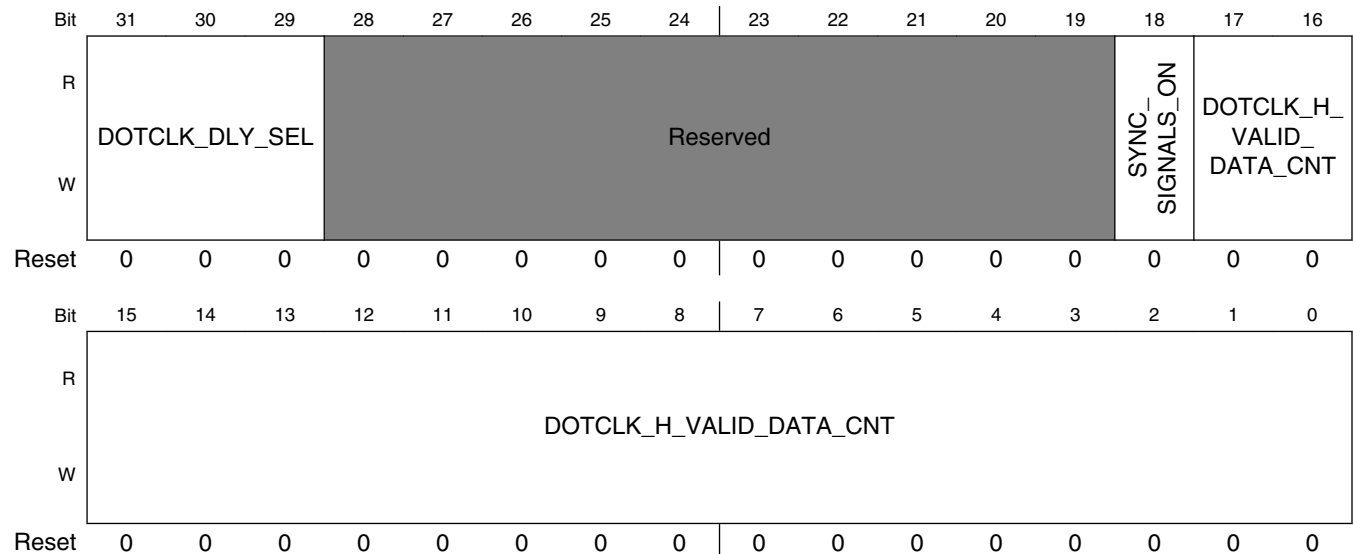 Bit 31 30 29 28 27 26 25 24 23 22 21 20 19 18 17 16
R
W
DOTCLK_DLY_SEL
Reserved
SYNC_
SIGNALS_ON
DOTCLK_H_
VALID_
DATA_CNT
Reset 0 0 0 0 0 0 0 0 0 0 0 0 0 0 0 0
Bit 15 14 13 12 11 10 9 8 7 6 5 4 3 2 1 0
R
W
DOTCLK_H_VALID_DATA_CNT
Reset 0 0 0 0 0 0 0 0 0 0 0 0 0 0 0 0